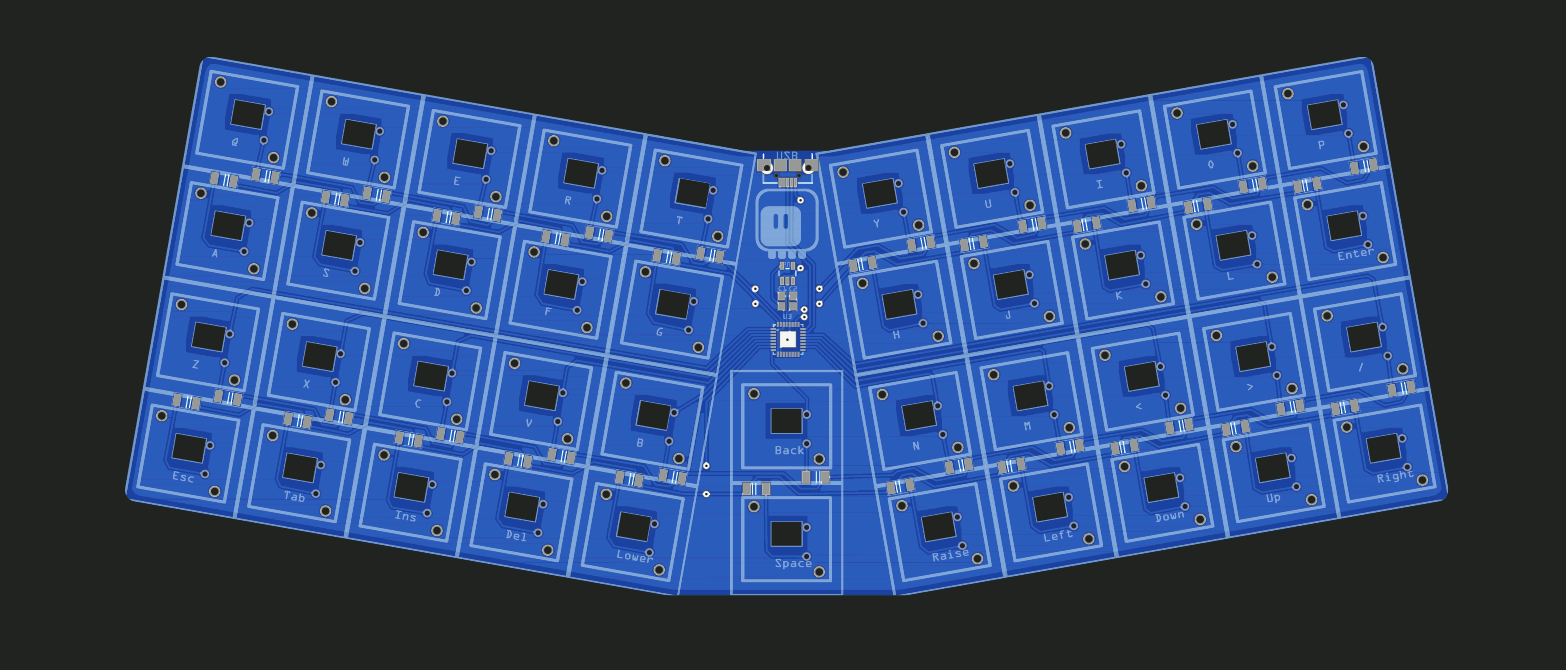 USB
Q W E R T Y U I O P
A S D F G H J K L Enter
Z X C V B N M < > /
Back
Esc Tab Ins Del Lower Space Raise Left Down Up Right
U3